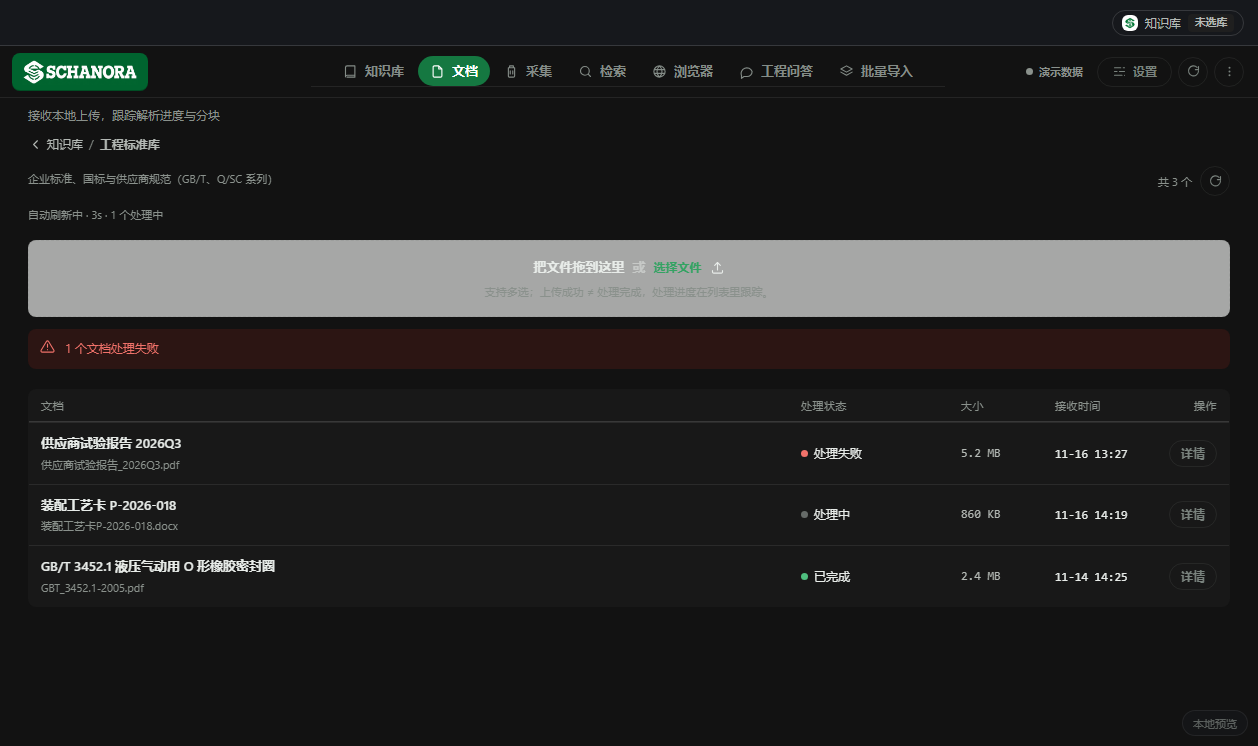 知识库 未选库
SCHANORA
知识库 文档 采集 检索 浏览器 工程问答 批量导入
演示数据 设置
接收本地上传，跟踪解析进度与分块
知识库 / 工程标准库
企业标准、国标与供应商规范（GB/T、Q/SC 系列）
共 3 个
自动刷新中 · 3s · 1 个处理中
把文件拖到这里 或 选择文件
支持多选；上传成功 ≠ 处理完成，处理进度在列表里跟踪。
1 个文档处理失败
文档 处理状态 大小 接收时间 操作
供应商试验报告 2026Q3
供应商试验报告_2026Q3.pdf
处理失败 5.2 MB 11-16 13:27 详情
装配工艺卡 P-2026-018
装配工艺卡P-2026-018.docx
处理中 860 KB 11-16 14:19 详情
GB/T 3452.1 液压气动用 O 形橡胶密封圈
GBT_3452.1-2005.pdf
已完成 2.4 MB 11-14 14:25 详情
本地预览